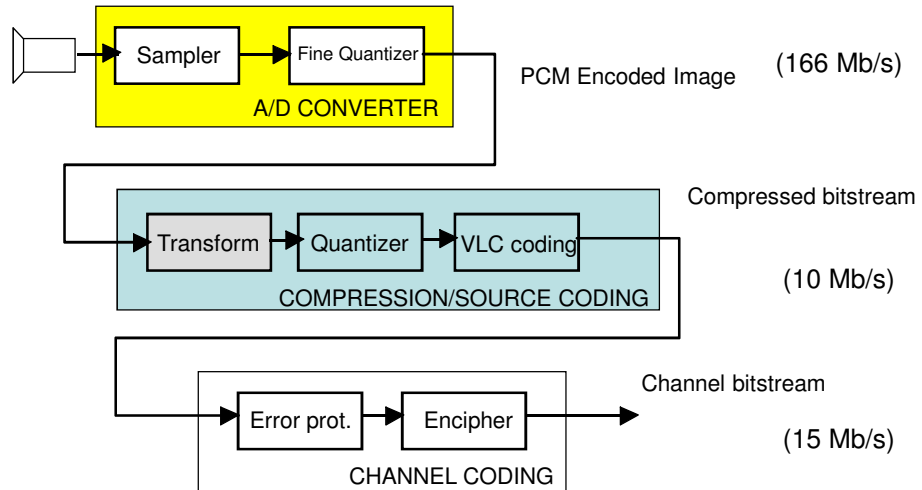 Sampler
Fine Quantizer
A/D CONVERTER
PCM Encoded Image
(166 Mb/s)
Transform
Quantizer
VLC coding
COMPRESSION/SOURCE CODING
Compressed bitstream
(10 Mb/s)
Error prot.
Encipher
CHANNEL CODING
Channel bitstream
(15 Mb/s)